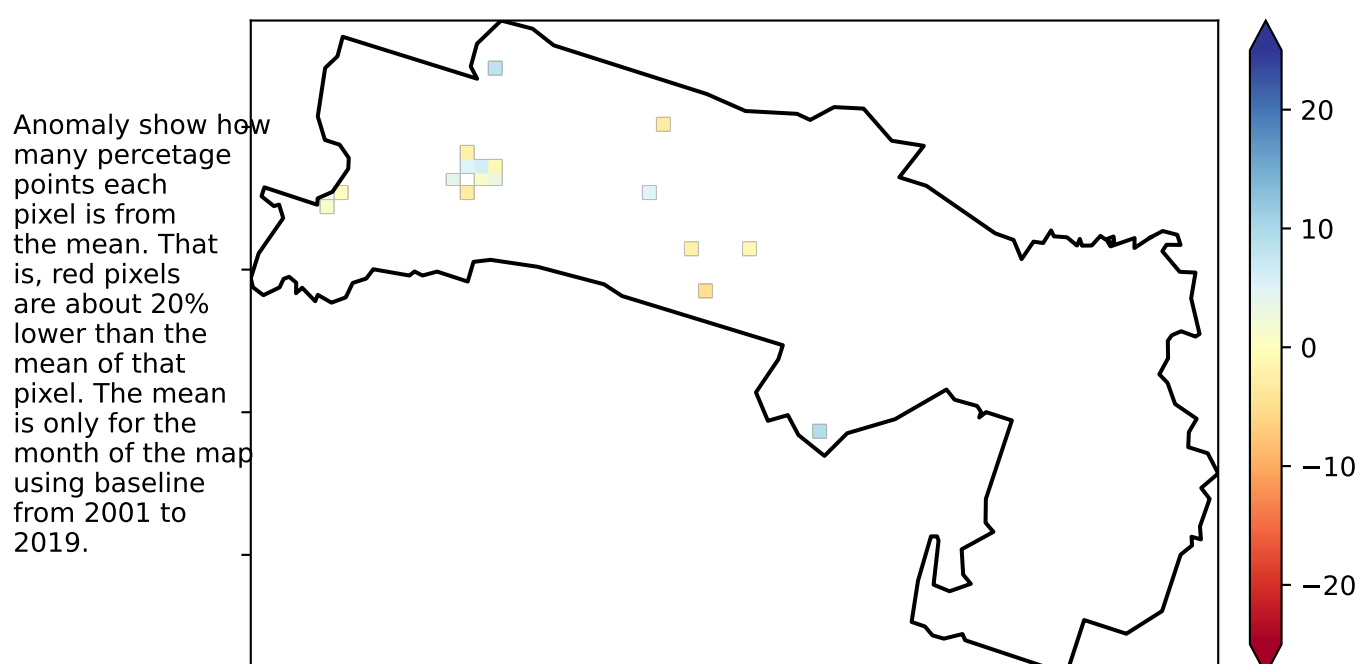 Anomaly show how
many percetage
points each
pixel is from
the mean. That
is, red pixels
are about 20%
lower than the
mean of that
pixel. The mean
is only for the
month of the map
using baseline
from 2001 to
2019.
20
10
0
−10
−20